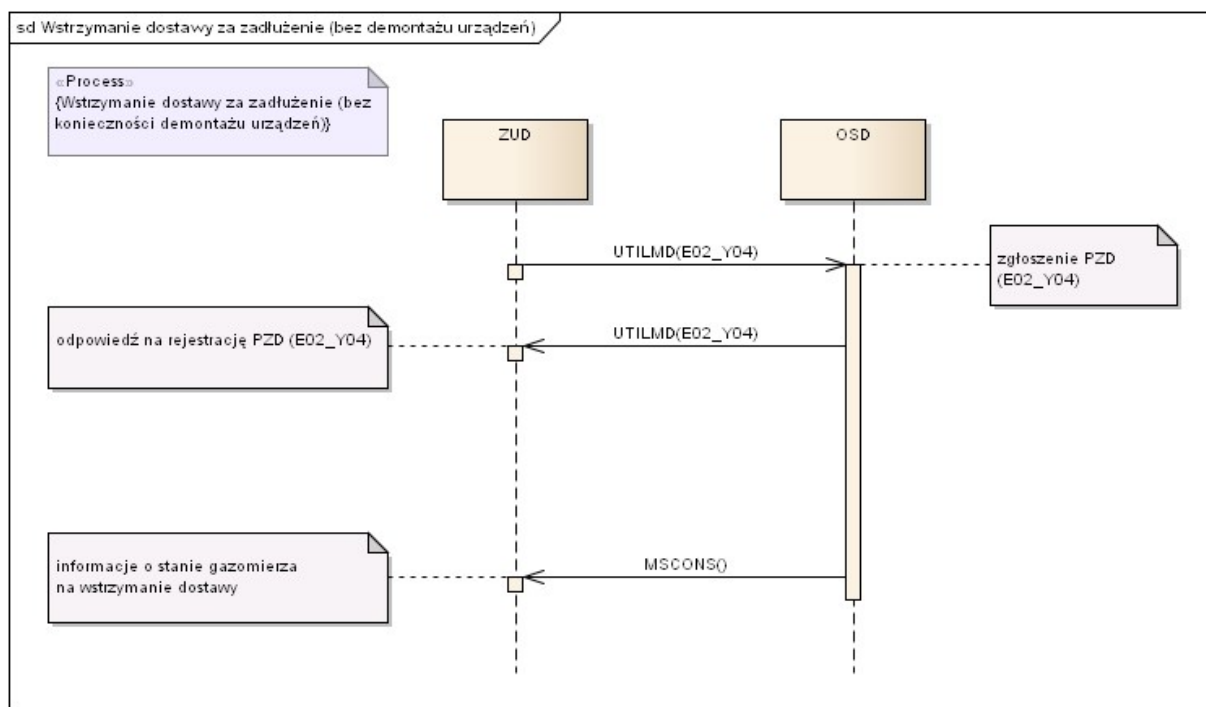 sd Wstrzymanie dostawy za zadłużenie (bez demontażu urządzeń)
«Process»
{Wstrzymanie dostawy za zadłużenie (bez
konieczności demontażu urządzeń)}
ZUD
OSD
UTILMD(E02_Y04)
zgłoszenie PZD
(E02_Y04)
odpowiedź na rejestrację PZD (E02_Y04)
UTILMD(E02_Y04)
informacje o stanie gazomierza
na wstrzymanie dostawy
MSCONS()